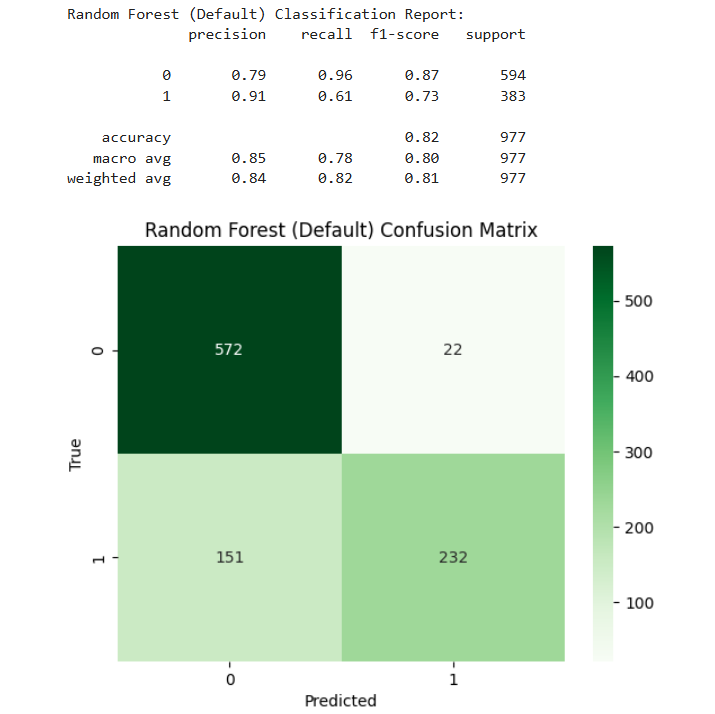 Random Forest (Default) Classification Report:
precision recall f1-score support
0 0.79 0.96 0.87 594
1 0.91 0.61 0.73 383
accuracy 0.82 977
macro avg 0.85 0.78 0.80 977
weighted avg 0.84 0.82 0.81 977
Random Forest (Default) Confusion Matrix
500
0 572 22
400
300
True
200
1 151 232
100
0 1
Predicted